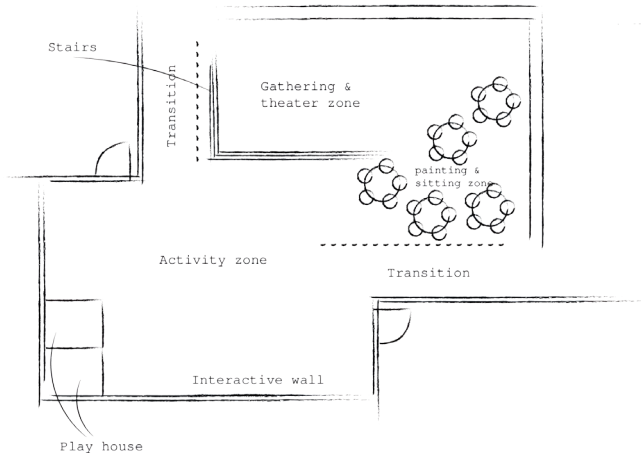 Stairs
Transition
Gathering &
theater zone
painting &
sitting zone
Activity zone
Transition
Interactive wall
Play house